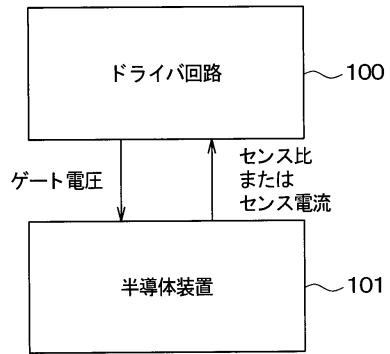 ドライバ回路
100
ゲート電圧
センス比
または
センス電流
半導体装置
101